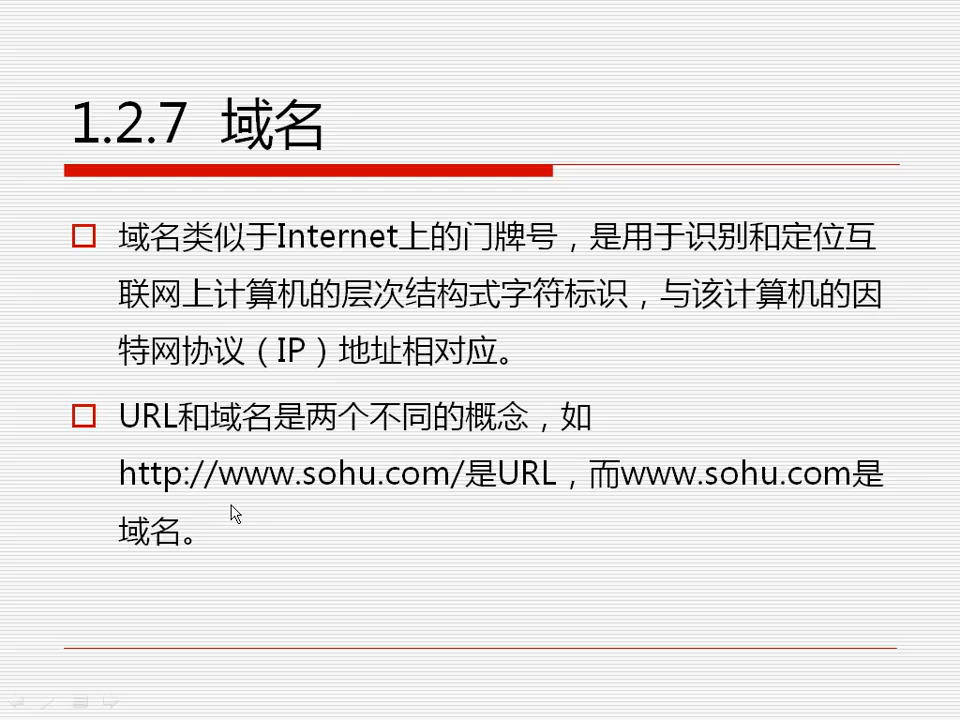 1.2.7 域名
域名类似于Internet上的门牌号，是用于识别和定位互
联网上计算机的层次结构式字符标识，与该计算机的因
特网协议（IP）地址相对应。
URL和域名是两个不同的概念，如
http://www.sohu.com/是URL，而www.sohu.com是
域名。